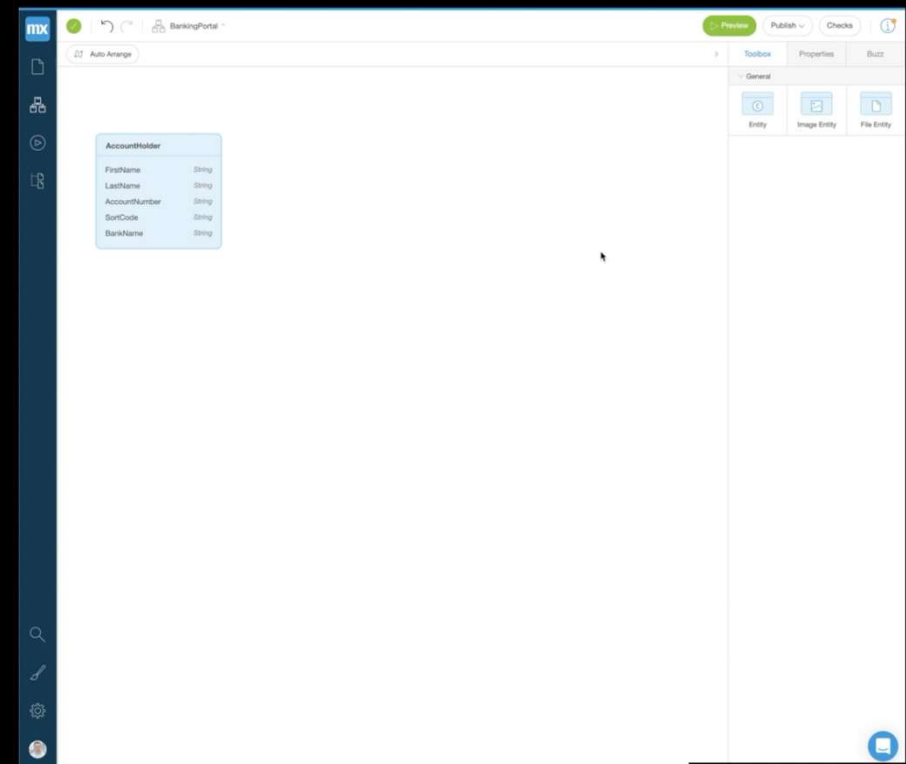 mx
BankingPortal
Preview
Publish
Checks
Auto Arrange
Toolbox
Properties
Buzz
General
Entity
Image Entity
File Entity
AccountHolder
FirstName String
LastName String
AccountNumber String
SortCode String
BankName String